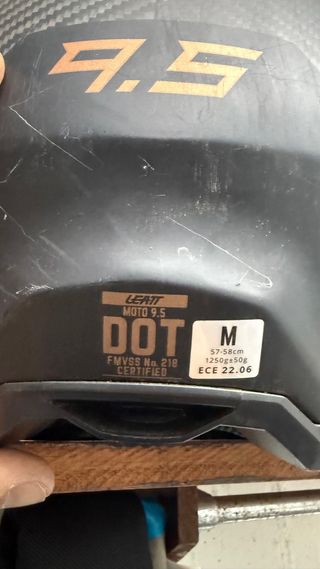 9.5
LEATT
MOTO 9.5
DOT
FMVSS No. 218
CERTIFIED
M
57-58cm
1250g±50g
ECE 22.06